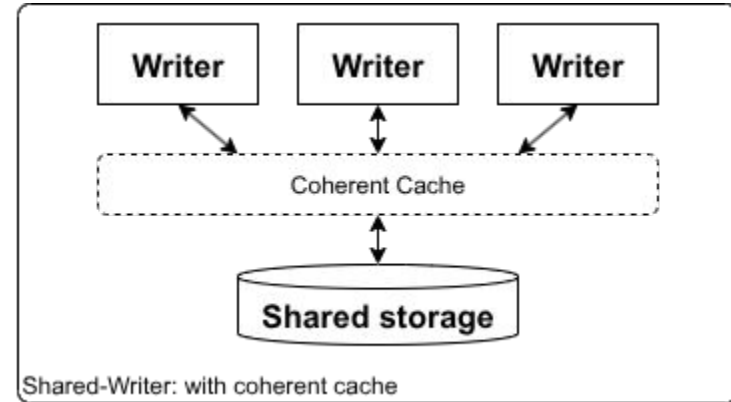 Writer Writer Writer
Coherent Cache
Shared storage
Shared-Writer: with coherent cache